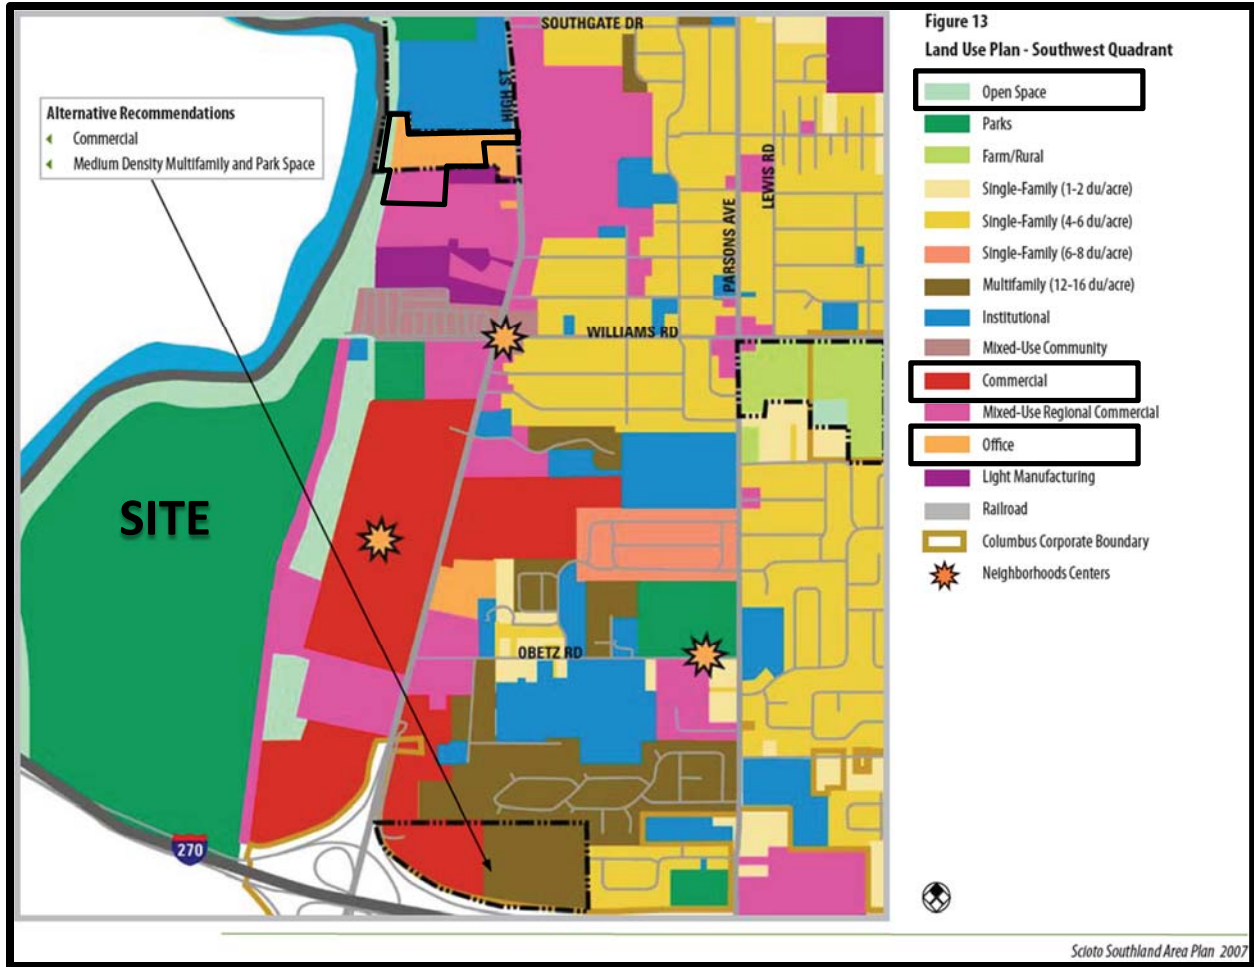 Figure 13
Land Use Plan - Southwest Quadrant
Open Space
Parks
Farm/Rural
Single-Family (1-2 du/acre)
Single-Family (4-6 du/acre)
Single-Family (6-8 du/acre)
Multifamily (12-16 du/acre)
Institutional
Mixed-Use Community
Commercial
Mixed-Use Regional Commercial
Office
Light Manufacturing
Railroad
Columbus Corporate Boundary
Neighborhoods Centers
Alternative Recommendations
Commercial
Medium Density Multifamily and Park Space
SOUTHGATE DR
HIGH ST
LEWIS RD
PARSONS AVE
WILLIAMS RD
SITE
OBETZ RD
270
Scioto Southland Area Plan 2007